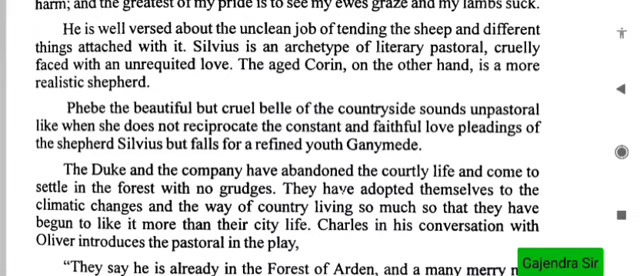 harm; and the greatest of my pride is to see my ewes graze and my lambs suck.
He is well versed about the unclean job of tending the sheep and different
things attached with it. Silvius is an archetype of literary pastoral, cruelly
faced with an unrequited love. The aged Corin, on the other hand, is a more
realistic shepherd.
Phebe the beautiful but cruel belle of the countryside sounds unpastoral
like when she does not reciprocate the constant and faithful love pleadings of
the shepherd Silvius but falls for a refined youth Ganymede.
The Duke and the company have abandoned the courtly life and come to
settle in the forest with no grudges. They have adopted themselves to the
climatic changes and the way of country living so much so that they have
begun to like it more than their city life. Charles in his conversation with
Oliver introduces the pastoral in the play,
“They say he is already in the Forest of Arden, and a many merry
Gajendra Sir